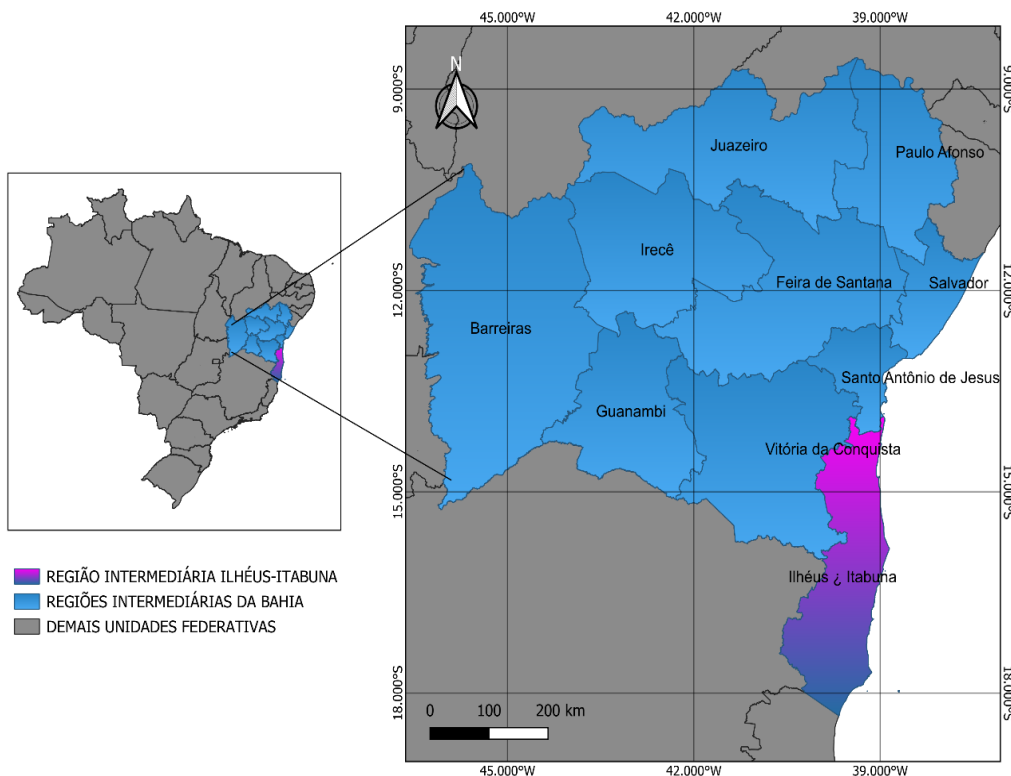 45.000°W
42.000°W
39.000°W
N
9.000°S
9.000°S
Juazeiro
Paulo Afonso
Irecê
12.000°S
Feira de Santana
Salvador
12.000°S
Barreiras
Santo Antônio de Jesus
Guanambi
Vitória da Conquista
15.000°S
15.000°S
REGIÃO INTERMEDIÁRIA ILHÉUS-ITABUNA
Ilhéus ¿ Itabuna
REGIÕES INTERMEDIÁRIAS DA BAHIA
DEMAIS UNIDADES FEDERATIVAS
18.000°S
18.000°S
0 100 200 km
45.000°W
42.000°W
39.000°W